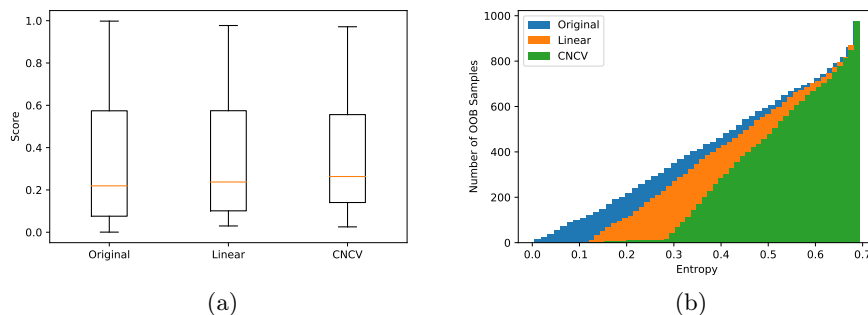 1.0
0.8
0.6
0.4
0.2
0.0
Score
Original Linear CNCV
(a)
1000
800
600
400
200
0
Number of OOB Samples
Original
Linear
CNCV
0.0 0.1 0.2 0.3 0.4 0.5 0.6 0.7
Entropy
(b)